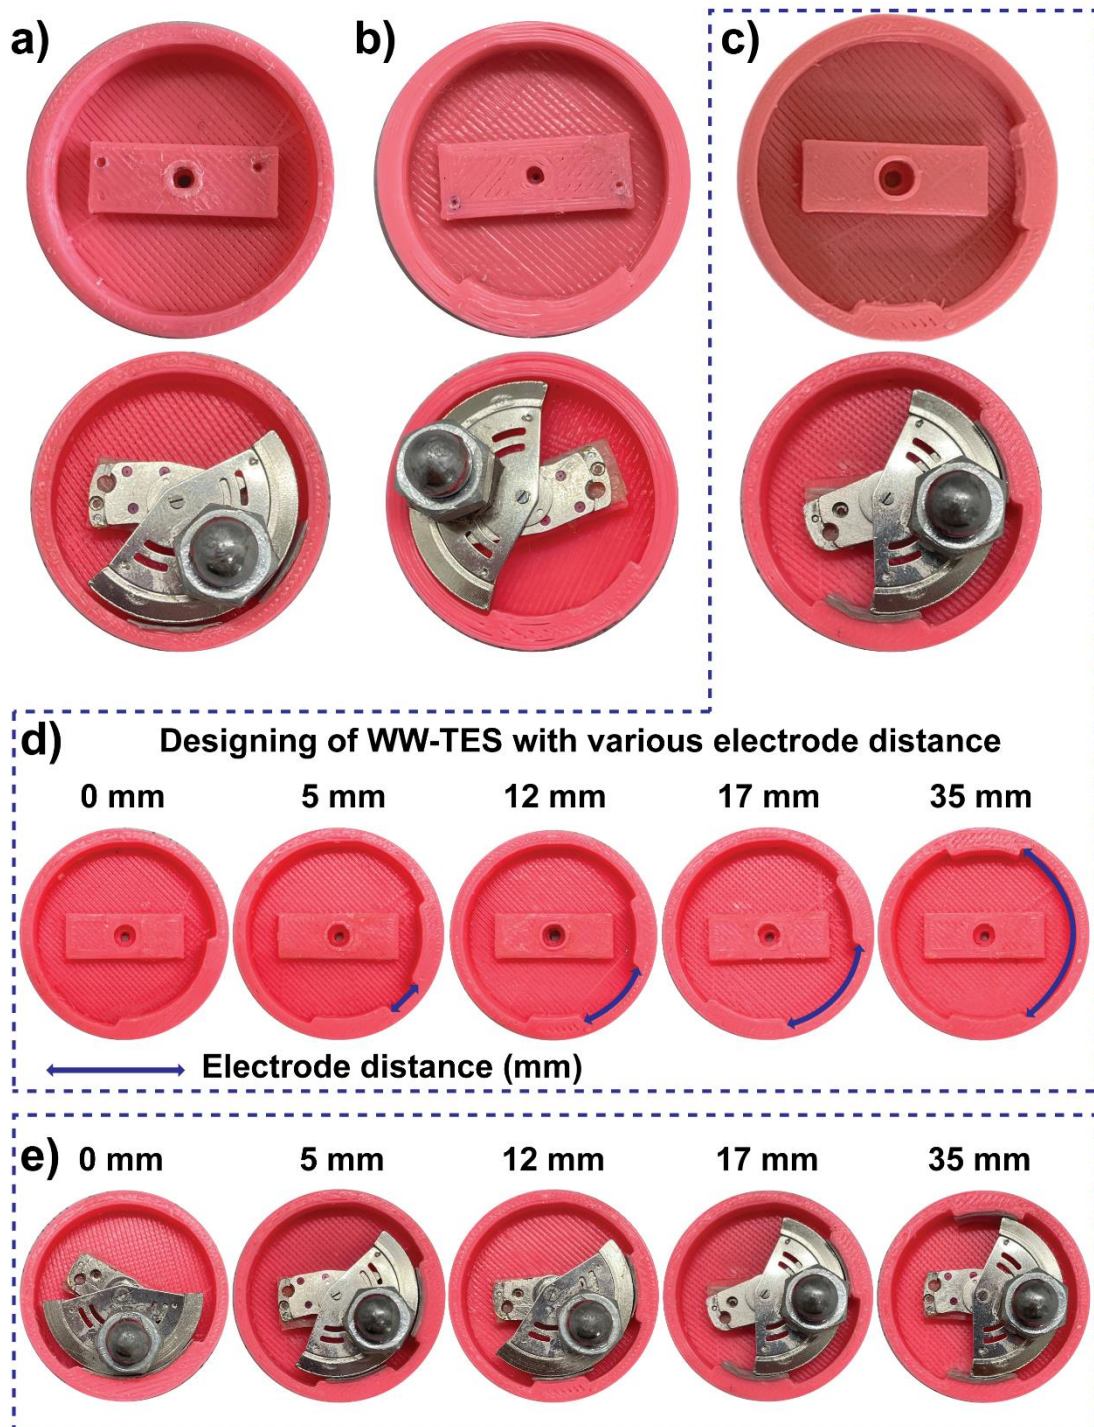 a) b) c)
d) Designing of WW-TES with various electrode distance
0 mm 5 mm 12 mm 17 mm 35 mm
Electrode distance (mm)
e) 0 mm 5 mm 12 mm 17 mm 35 mm